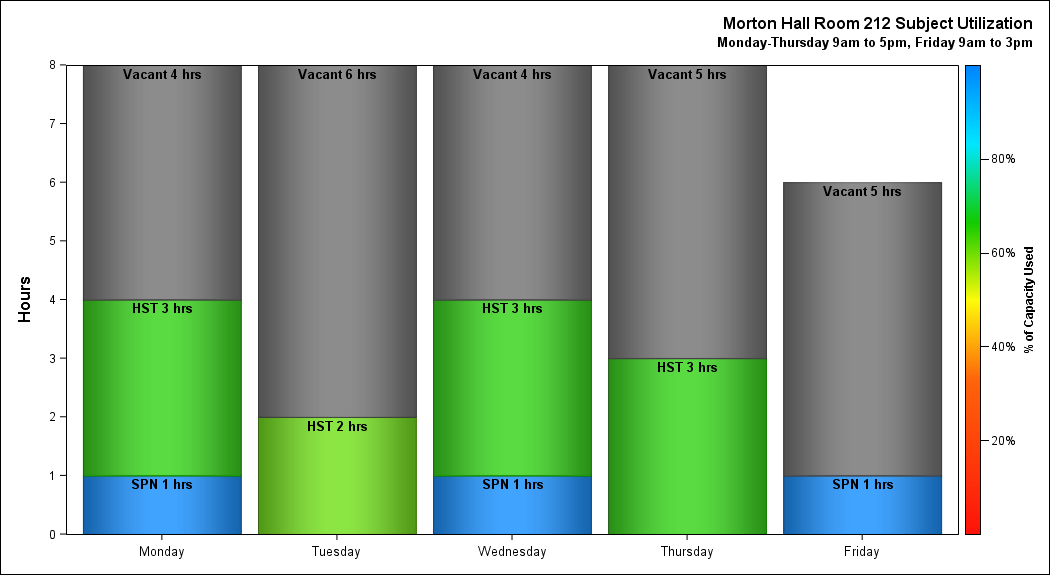 Morton Hall Room 212 Subject Utilization
Monday-Thursday 9am to 5pm, Friday 9am to 3pm
8
7
6
5
4
3
2
1
0
Hours
Vacant 4 hrs
HST 3 hrs
SPN 1 hrs
Vacant 6 hrs
HST 2 hrs
Vacant 4 hrs
HST 3 hrs
SPN 1 hrs
Vacant 5 hrs
HST 3 hrs
Vacant 5 hrs
SPN 1 hrs
Monday
Tuesday
Wednesday
Thursday
Friday
80%
60%
40%
20%
% of Capacity Used